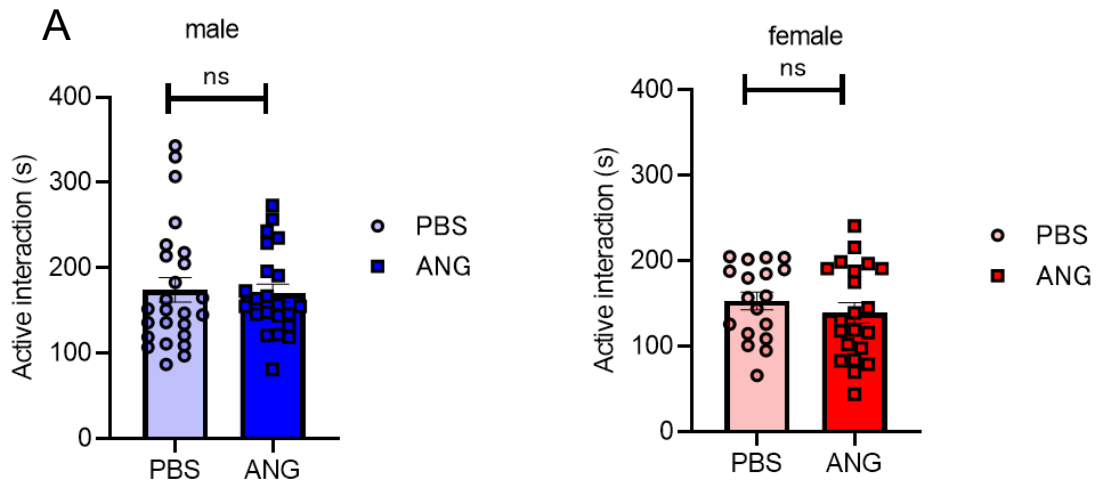 A
male
ns
400
300
200
100
0
Active interaction (s)
PBS
ANG
PBS
ANG
female
ns
400
300
200
100
0
Active interaction (s)
PBS
ANG
PBS
ANG